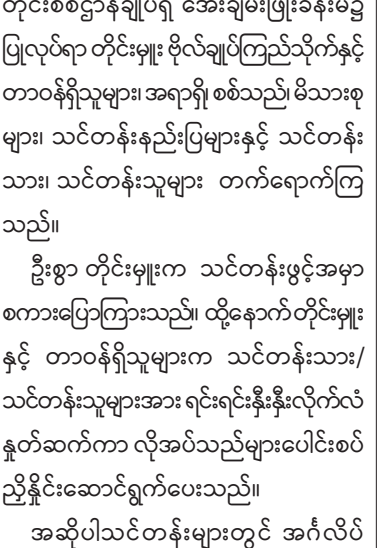 တိုင်းစစ်ဌာနချုပ်ရှိ အေးချမ်းဖြိုးခန်းမ၌
ပြုလုပ်ရာ တိုင်းမှူး ဗိုလ်ချုပ်ကြည်သိုက်နှင့်
တာဝန်ရှိသူများ၊ အရာရှိ၊ စစ်သည်၊ မိသားစု
များ၊ သင်တန်းနည်းပြများနှင့် သင်တန်း
သား၊ သင်တန်းသူများ တက်ရောက်ကြ
သည်။
ဦးစွာ တိုင်းမှူးက သင်တန်းဖွင့်အမှာ
စကားပြောကြားသည်။ ထို့နောက် တိုင်းမှူး
နှင့် တာဝန်ရှိသူများက သင်တန်းသား/
သင်တန်းသူများအား ရင်းရင်းနှီးနှီးလိုက်လံ
နှုတ်ဆက်ကာ လိုအပ်သည်များပေါင်းစပ်
ညှိနှိုင်းဆောင်ရွက်ပေးသည်။
အဆိုပါသင်တန်းများတွင် အင်္ဂလိပ်